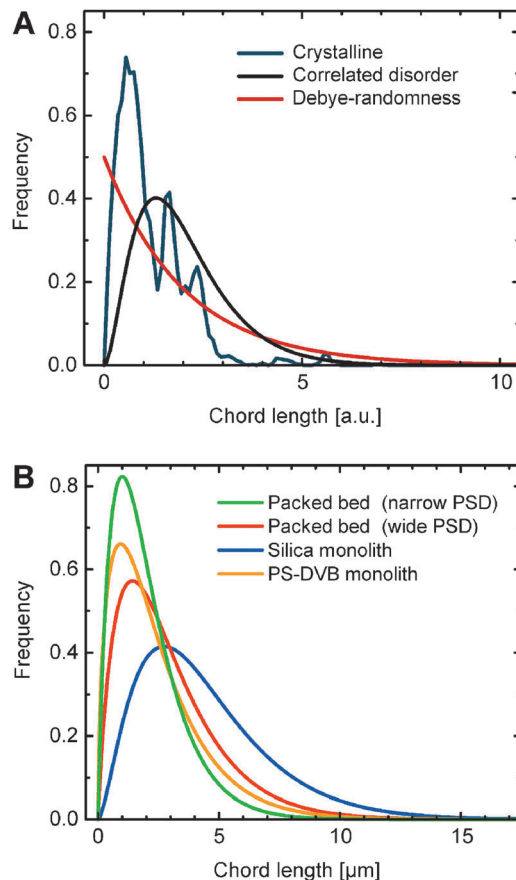 A
0.8
0.6
0.4
0.2
0.0
Frequency
Crystalline
Correlated disorder
Debye-randomness
0 5 10
Chord length [a.u.]
B
0.8
0.6
0.4
0.2
0.0
Frequency
Packed bed (narrow PSD)
Packed bed (wide PSD)
Silica monolith
PS-DVB monolith
0 5 10 15
Chord length [µm]